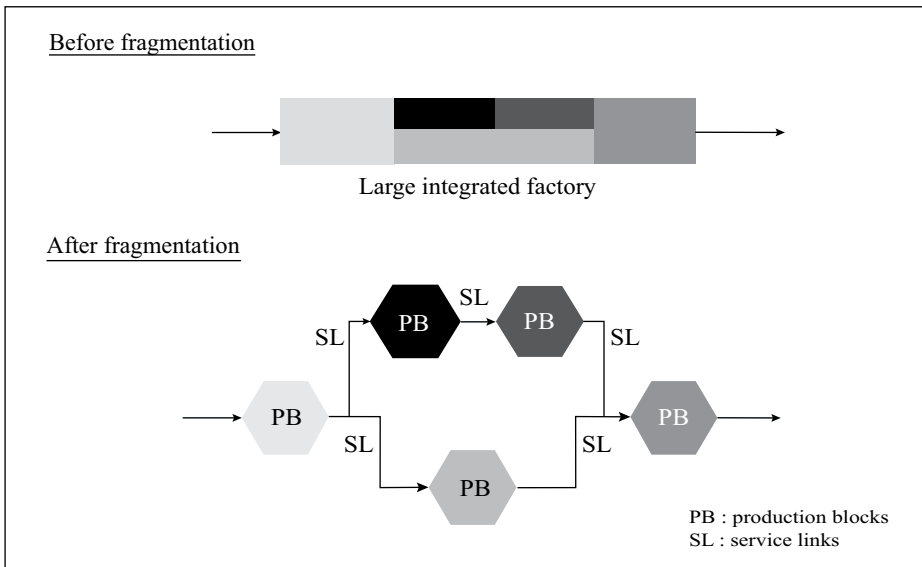 Before fragmentation
Large integrated factory
After fragmentation
SL
PB
SL
PB
SL
PB
SL
PB
SL
PB
PB : production blocks
SL : service links